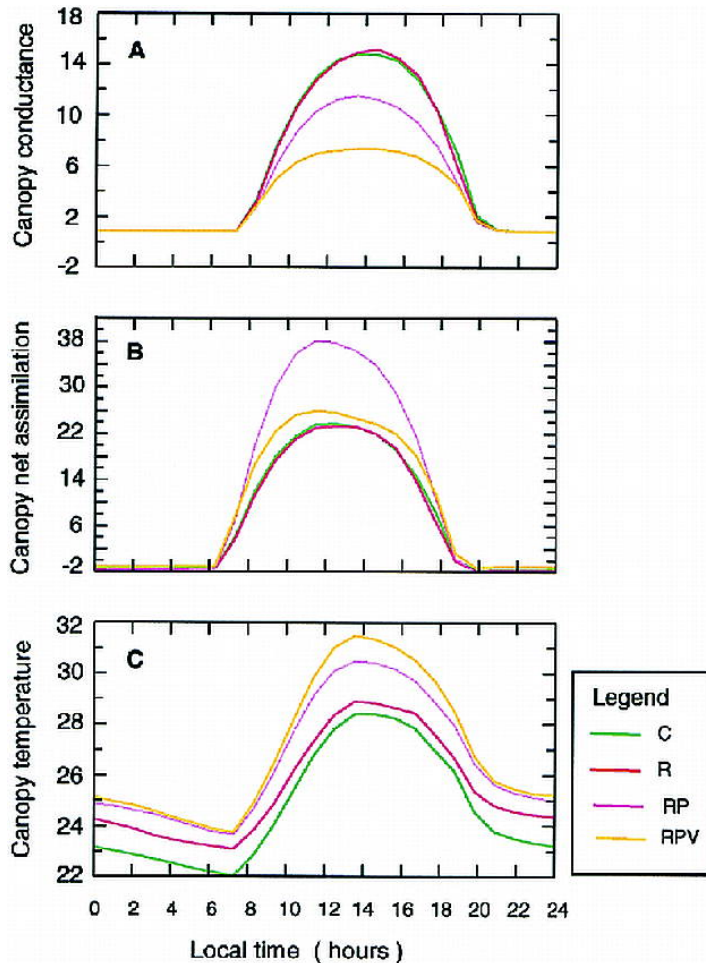 18
14
10
6
2
-2
A
Canopy conductance
38
30
22
14
6
-2
B
Canopy net assimilation
32
30
28
26
24
22
C
Canopy temperature
0 2 4 6 8 10 12 14 16 18 20 22 24
Local time ( hours )
Legend
C
R
RP
RPV